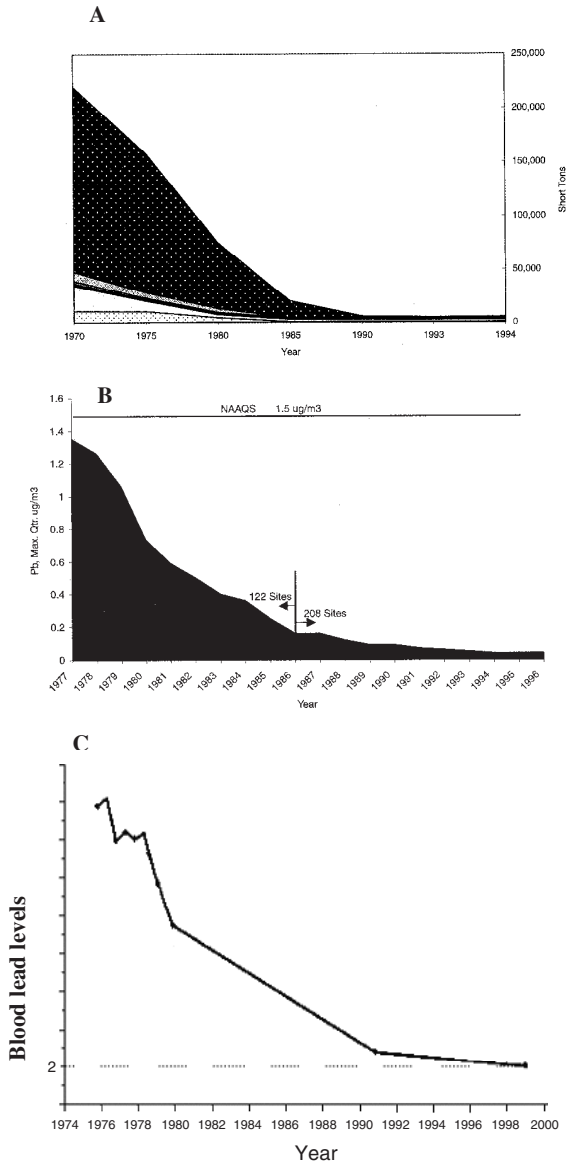 A
250,000
200,000
150,000
100,000
50,000
0
Short Tons
1970 1975 1980 1985 1990 1993 1994
Year
B
NAAQS 1.5 ug/m3
1.6
1.4
1.2
1
0.8
0.6
0.4
0.2
0
Pb, Max. Qtr. ug/m3
122 Sites
208 Sites
1977 1978 1979 1980 1981 1982 1983 1984 1985 1986 1987 1988 1989 1990 1991 1992 1993 1994 1995 1996
Year
C
Blood lead levels
2
1974 1976 1978 1980 1982 1984 1986 1988 1990 1992 1994 1996 1998 2000
Year